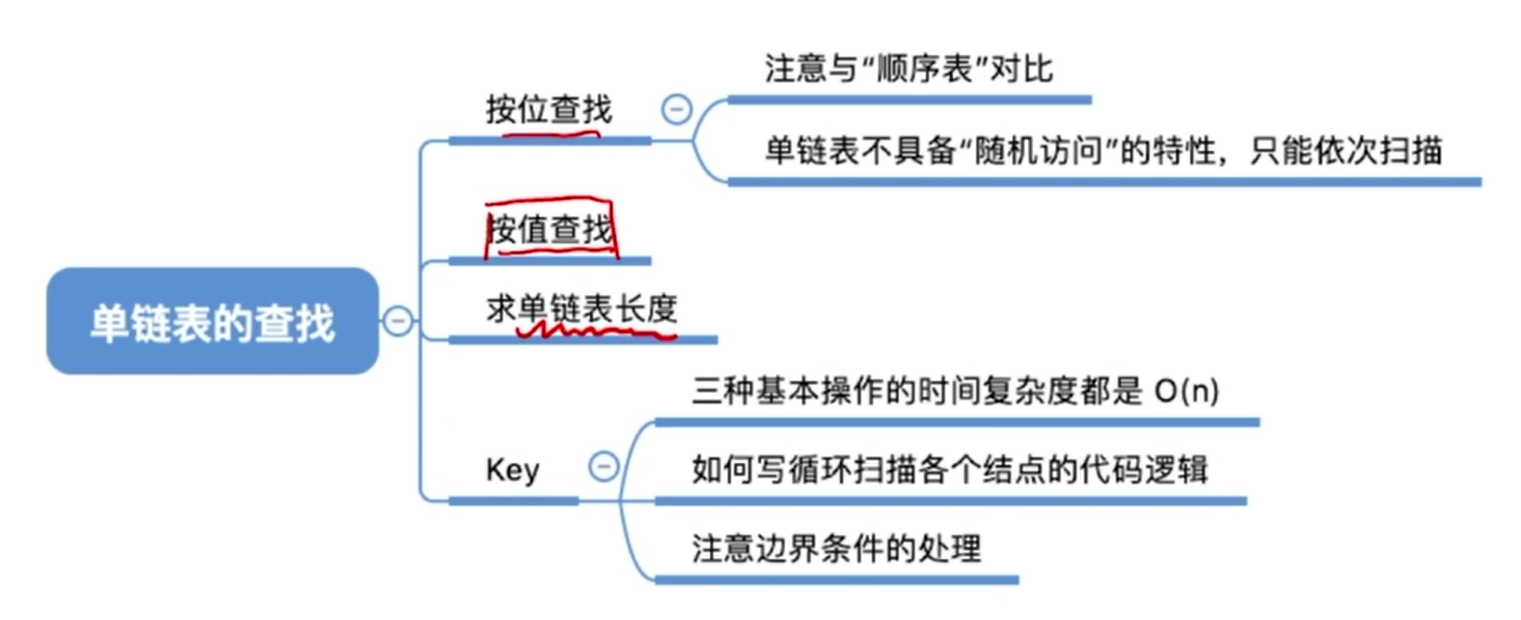 注意与“顺序表”对比
按位查找
单链表不具备“随机访问”的特性，只能依次扫描
按值查找
单链表的查找
求单链表长度
三种基本操作的时间复杂度都是 O(n)
Key
如何写循环扫描各个结点的代码逻辑
注意边界条件的处理